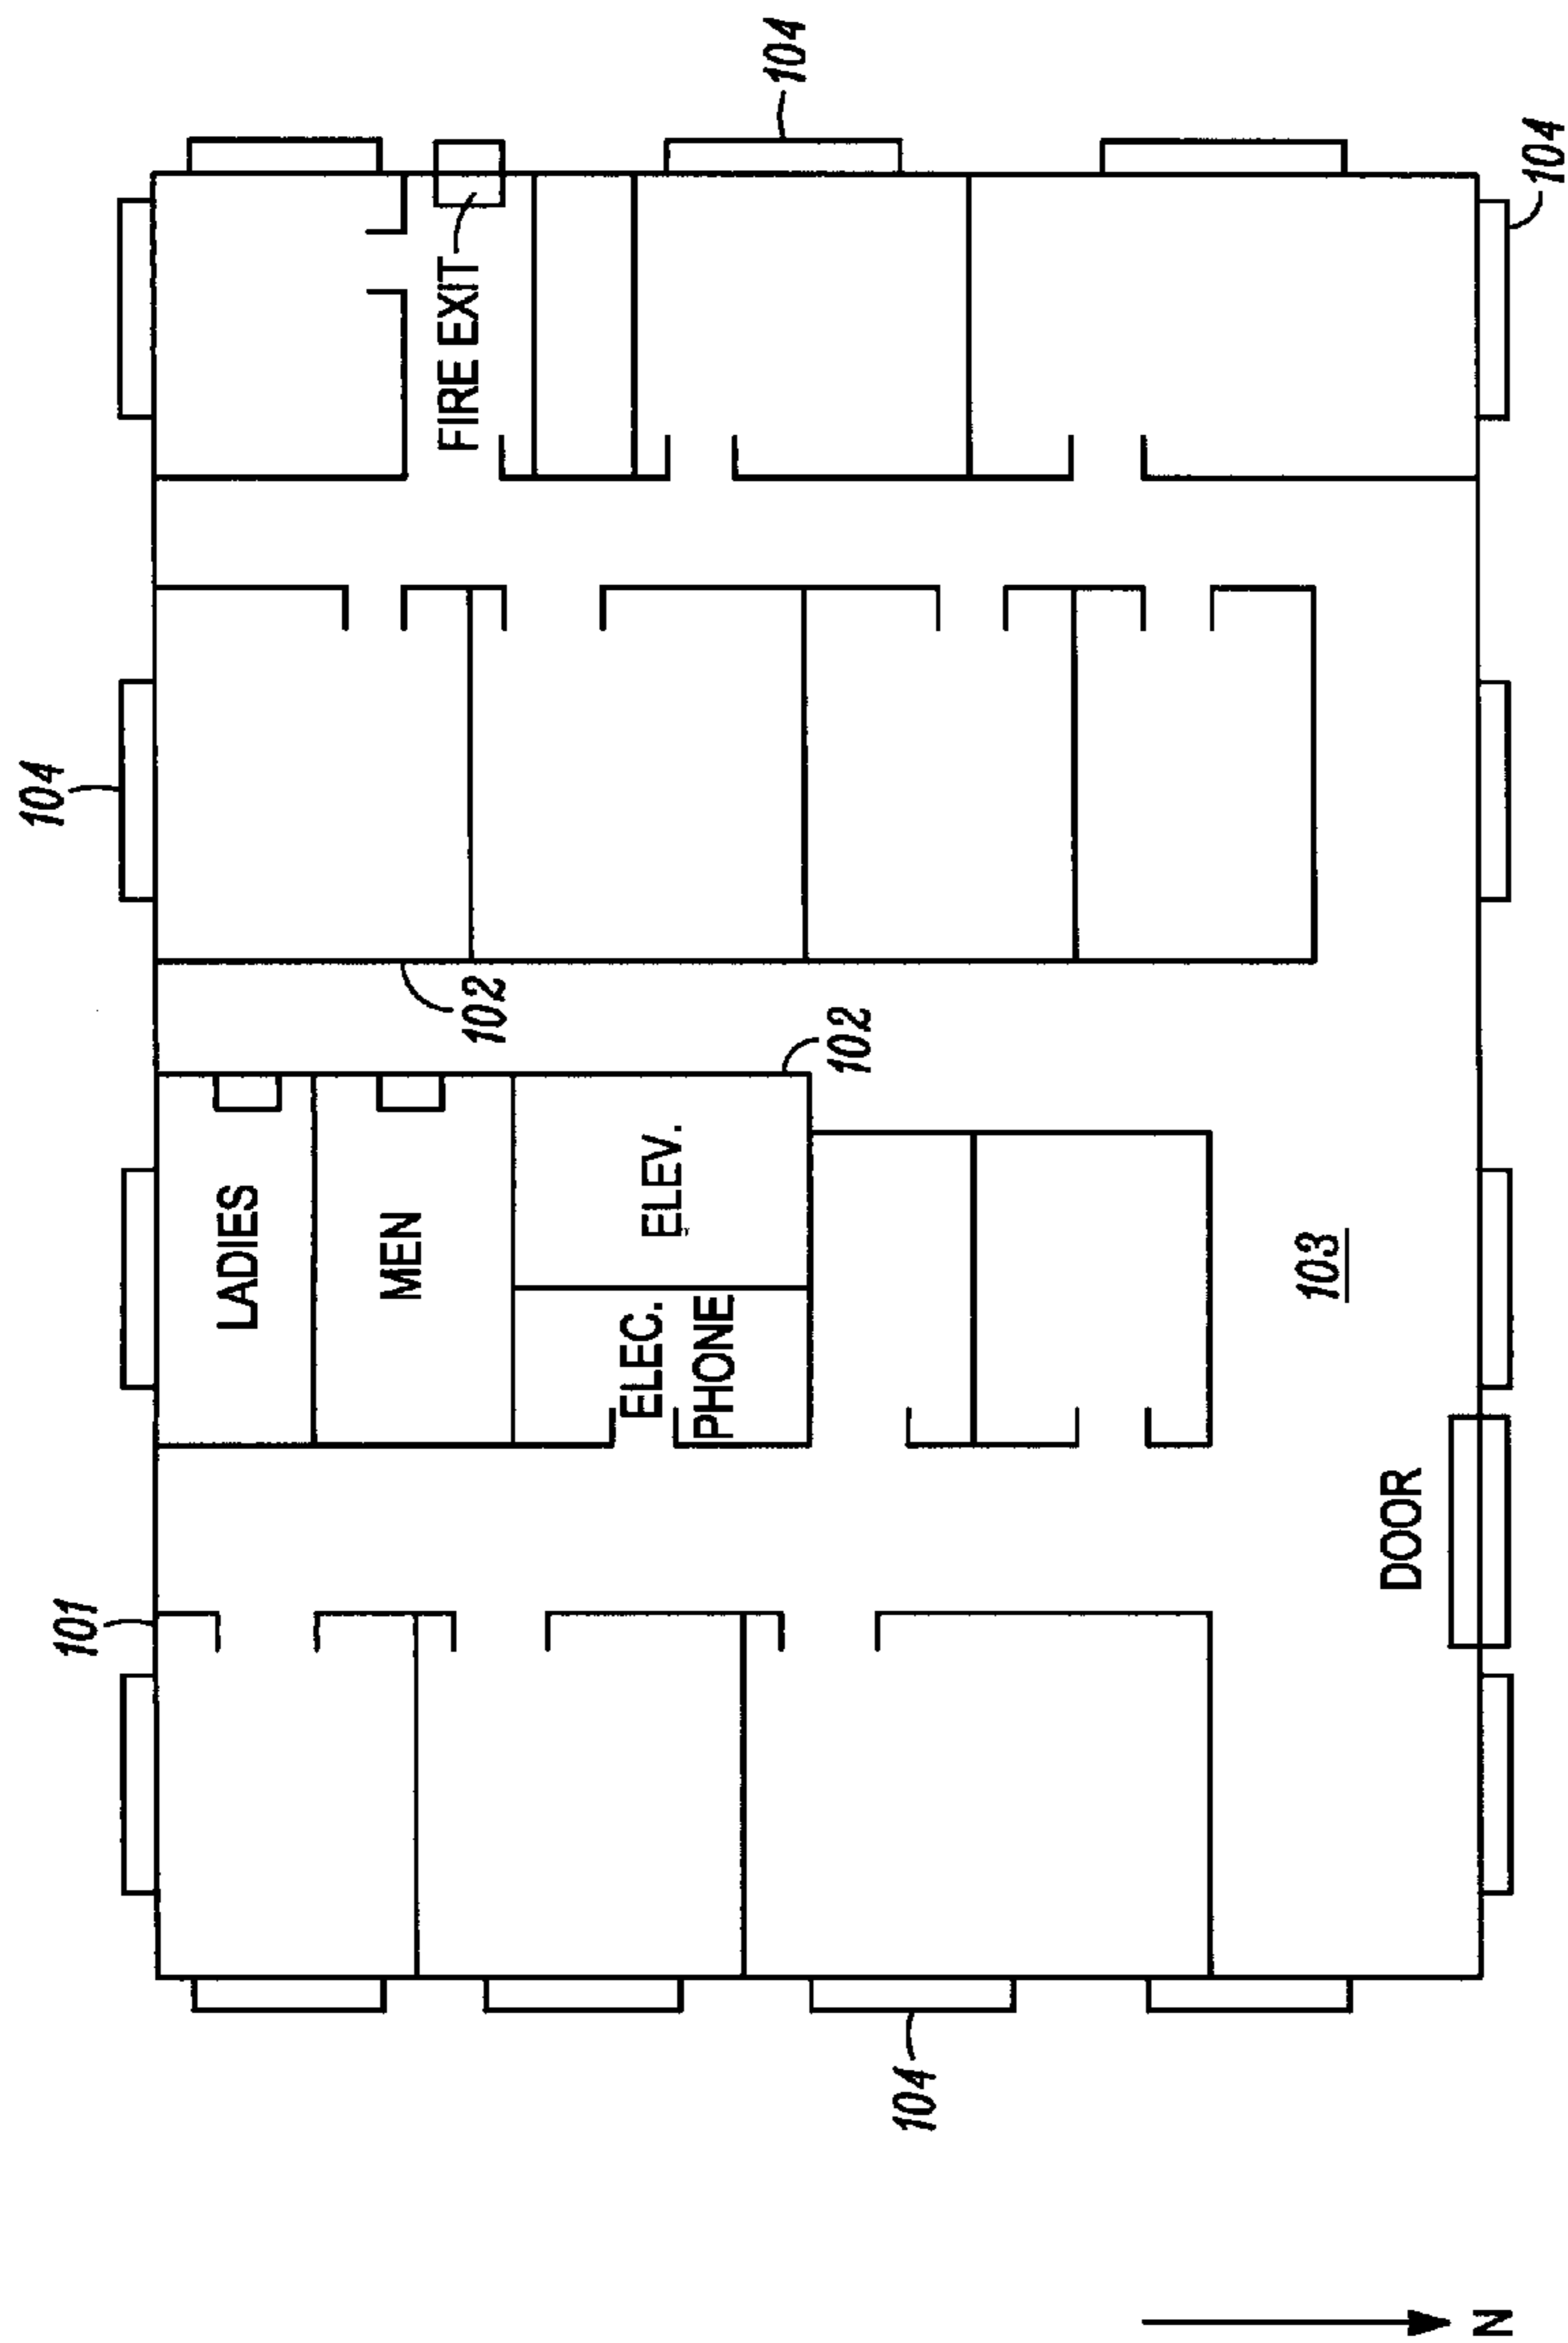 104
101
LADIES
MEN
FIRE EXIT
102
ELEV.
ELEC.
PHONE
104
102
104
103
DOOR
N
104